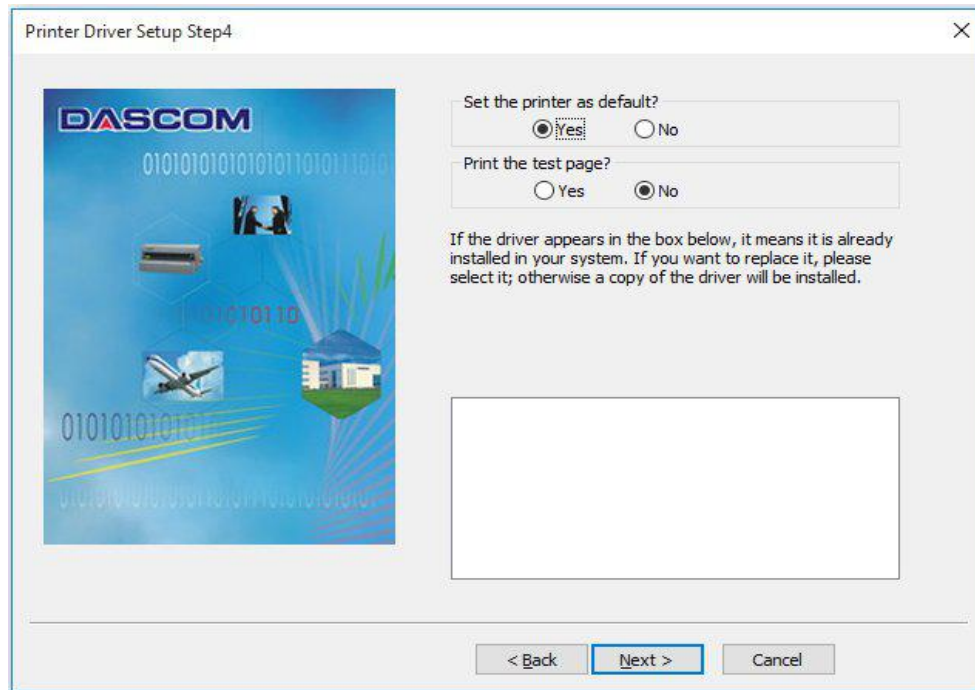 Printer Driver Setup Step4
DASCOM
Set the printer as default?
Yes No
Print the test page?
Yes No
If the driver appears in the box below, it means it is already
installed in your system. If you want to replace it, please
select it; otherwise a copy of the driver will be installed.
< Back Next > Cancel